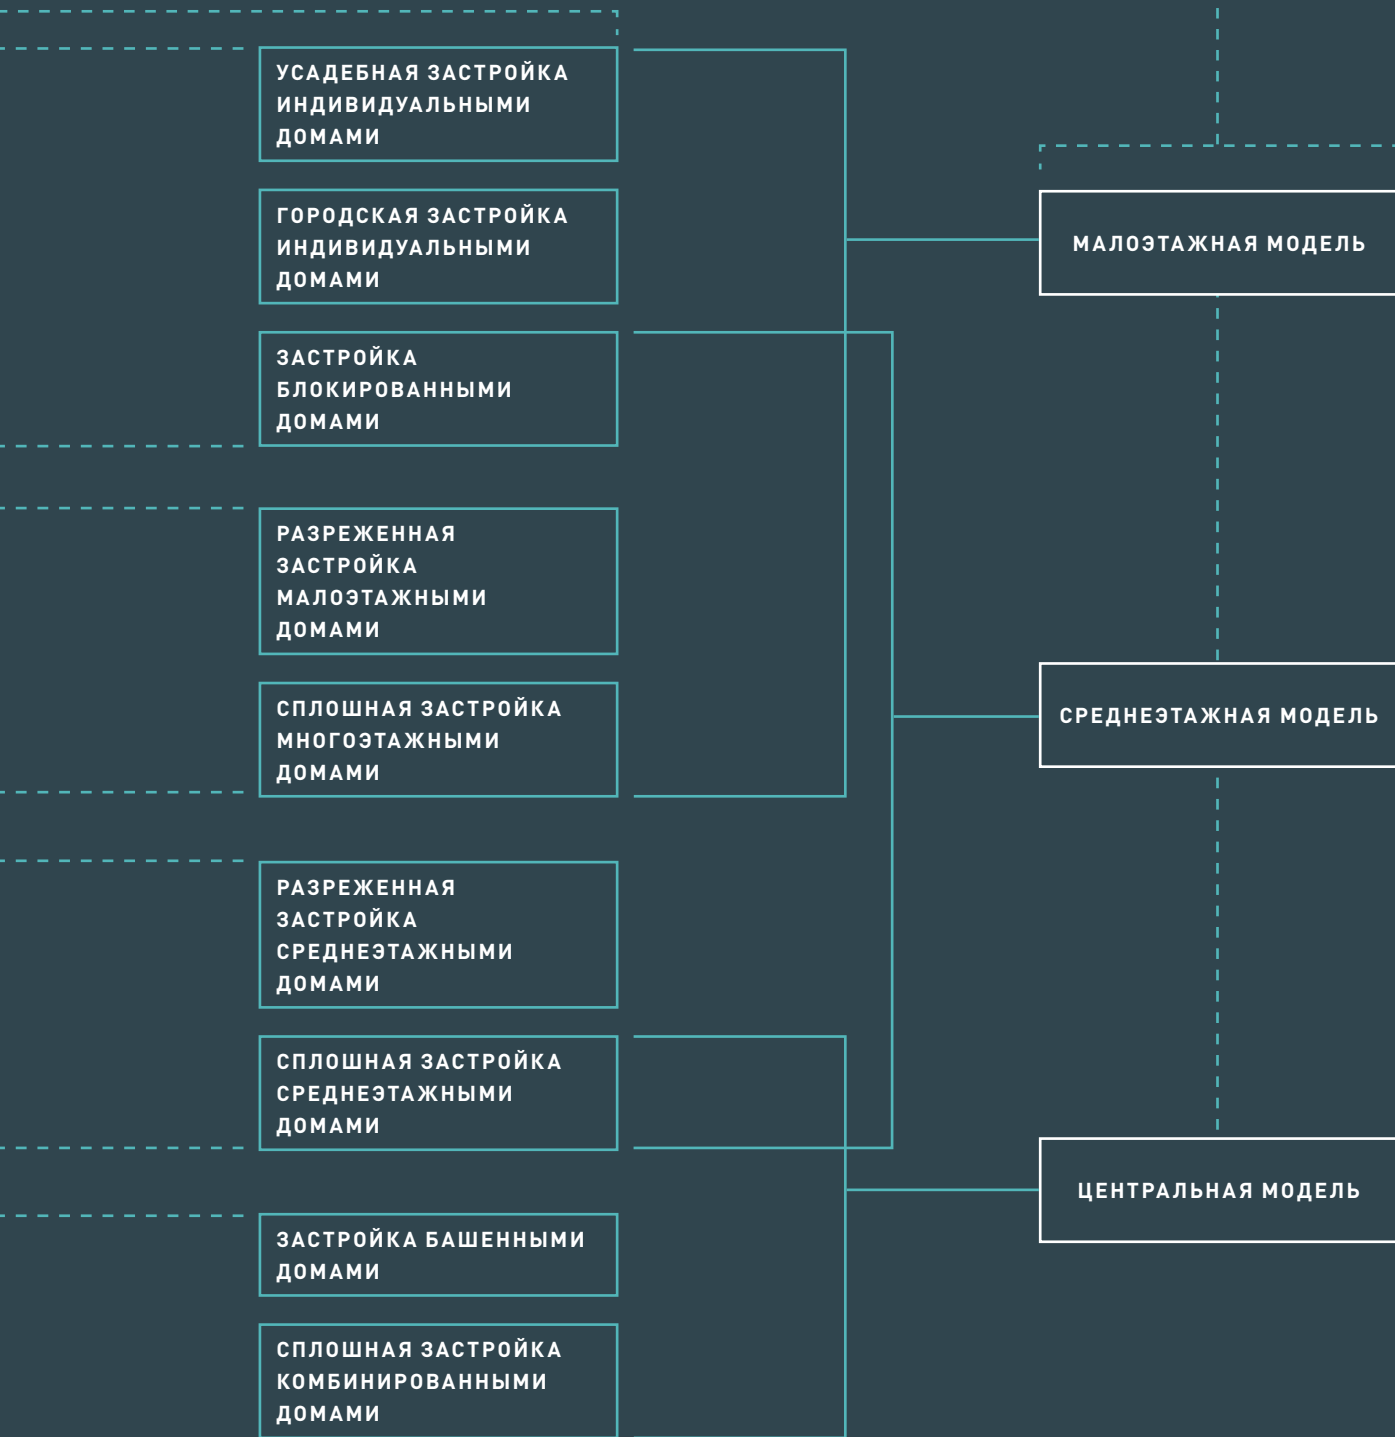 УСАДЕБНАЯ ЗАСТРОЙКА
ИНДИВИДУАЛЬНЫМИ
ДОМАМИ
ГОРОДСКАЯ ЗАСТРОЙКА
ИНДИВИДУАЛЬНЫМИ
ДОМАМИ
ЗАСТРОЙКА
БЛОКИРОВАННЫМИ
ДОМАМИ
РАЗРЕЖЕННАЯ
ЗАСТРОЙКА
МАЛОЭТАЖНЫМИ
ДОМАМИ
СПЛОШНАЯ ЗАСТРОЙКА
МНОГОЭТАЖНЫМИ
ДОМАМИ
РАЗРЕЖЕННАЯ
ЗАСТРОЙКА
СРЕДНЕЭТАЖНЫМИ
ДОМАМИ
СПЛОШНАЯ ЗАСТРОЙКА
СРЕДНЕЭТАЖНЫМИ
ДОМАМИ
ЗАСТРОЙКА БАШЕННЫМИ
ДОМАМИ
СПЛОШНАЯ ЗАСТРОЙКА
КОМБИНИРОВАННЫМИ
ДОМАМИ
МАЛОЭТАЖНАЯ МОДЕЛЬ
СРЕДНЕЭТАЖНАЯ МОДЕЛЬ
ЦЕНТРАЛЬНАЯ МОДЕЛЬ